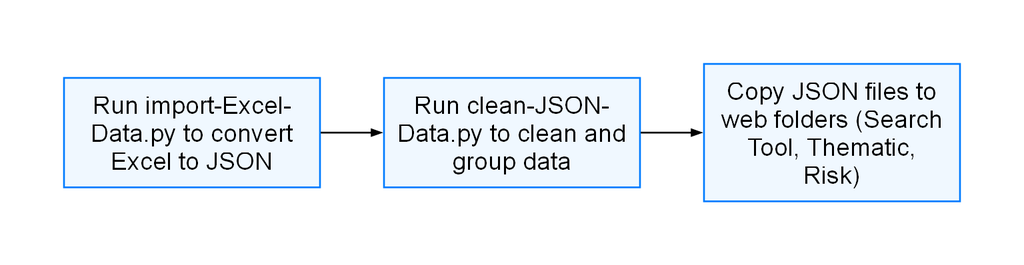 Run import-Excel-
Data.py to convert
Excel to JSON
Run clean-JSON-
Data.py to clean and
group data
Copy JSON files to
web folders (Search
Tool, Thematic,
Risk)